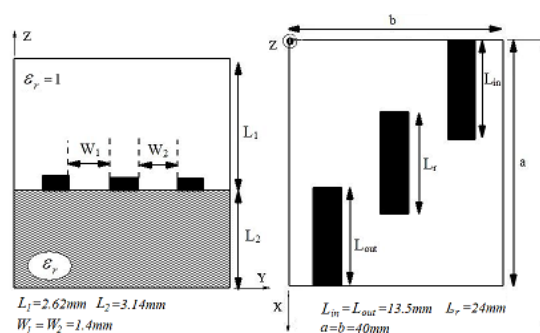 Z
εr = 1
L1
W1
W2
L2
εr
Y
L1=2.62mm L2=3.14mm
W1 = W2 =1.4mm
b
Z
Lin
Lr
a
Lout
X
Lin = Lout = 13.5mm Lr = 24mm
a=b=40mm